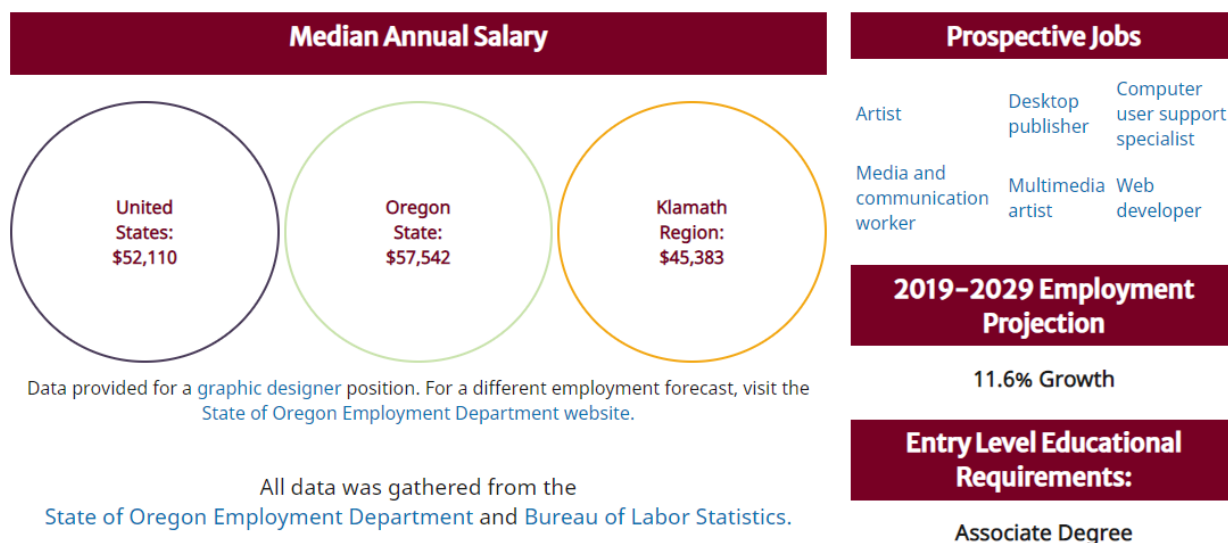 Median Annual Salary
United
States:
$52,110
Oregon
State:
$57,542
Klamath
Region:
$45,383
Data provided for a graphic designer position. For a different employment forecast, visit the
State of Oregon Employment Department website.
All data was gathered from the
State of Oregon Employment Department and Bureau of Labor Statistics.
Prospective Jobs
Artist
Desktop
publisher
Computer
user support
specialist
Media and
communication
worker
Multimedia
artist
Web
developer
2019–2029 Employment
Projection
11.6% Growth
Entry Level Educational
Requirements:
Associate Degree